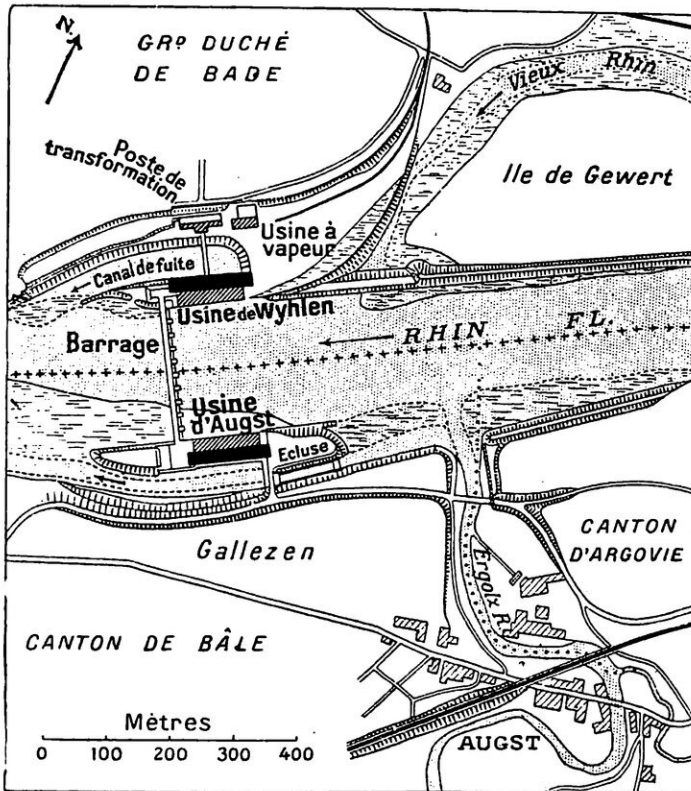 N.
GRD DUCHÉ
DE BADE
Vieux Rhin
Poste de
transformation
Ile de Gewert
Usine à
vapeur
Canal de fuite
Usine de Wyhlen
Barrage
RHIN FL.
Usine
d'Augst
Ecluse
Gallezen
CANTON
D'ARGOVIE
Ergolx R.
CANTON DE BÂLE
Mètres
0 100 200 300 400
AUGST